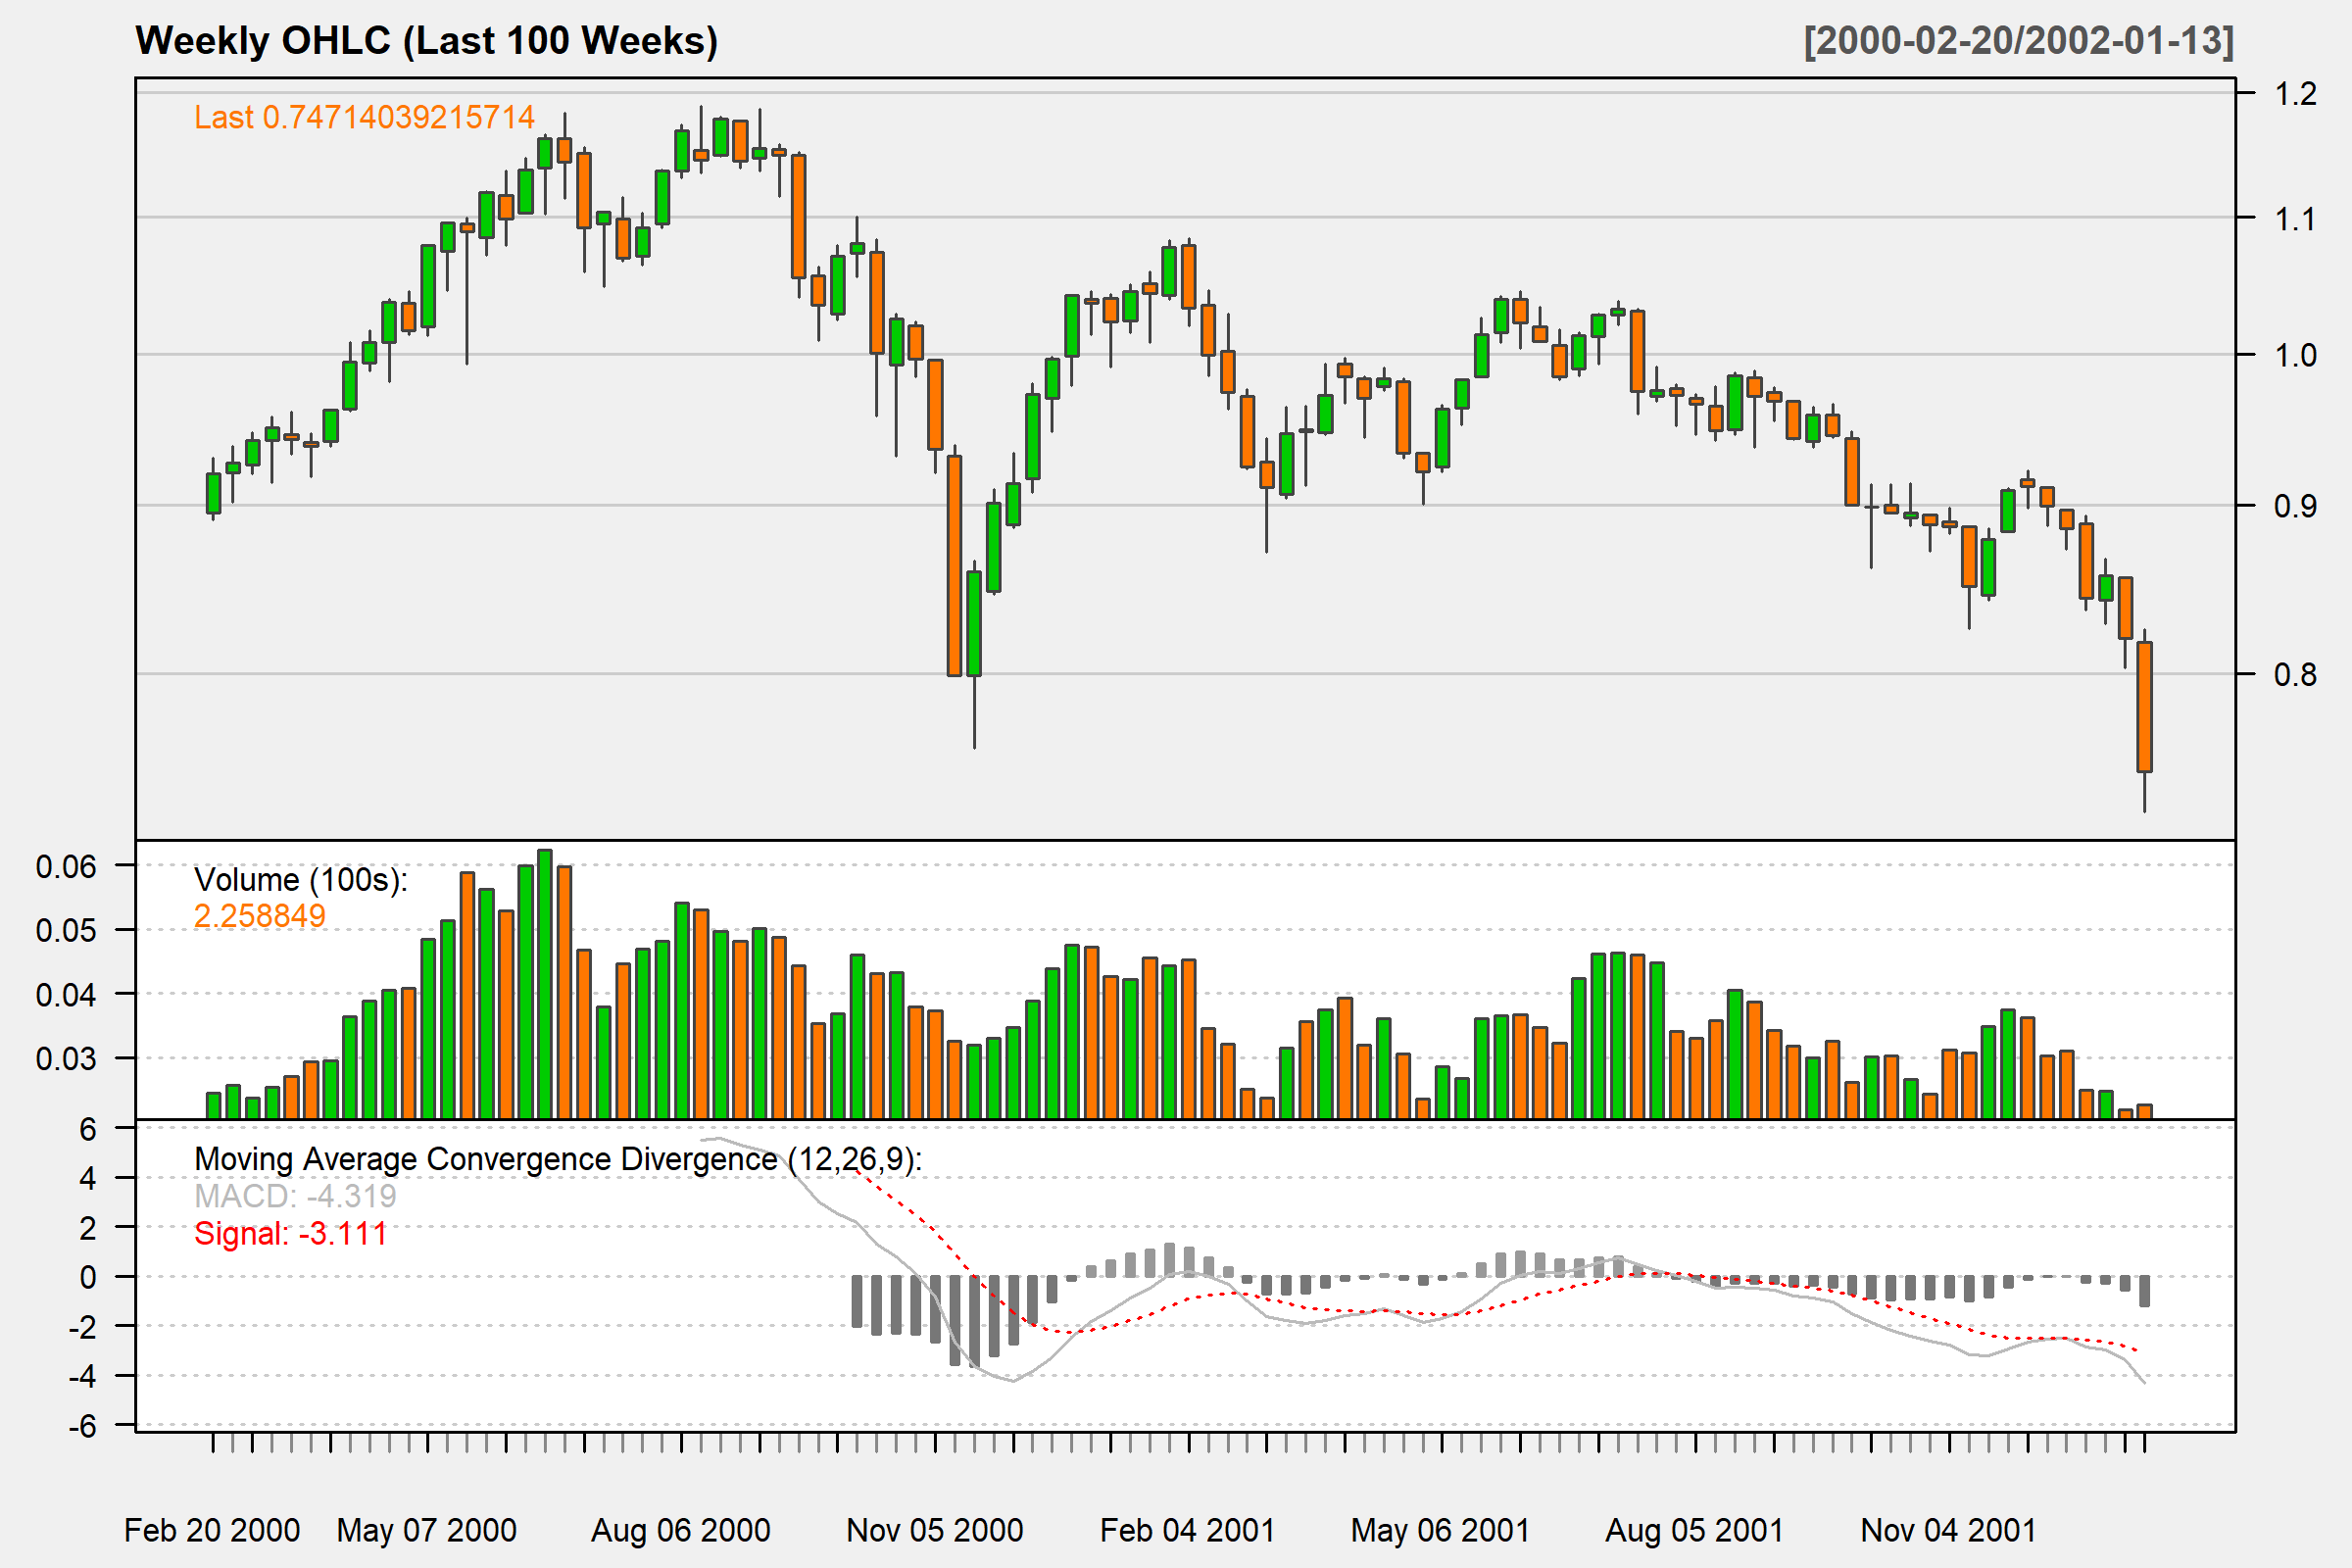 Weekly OHLC (Last 100 Weeks)
[2000-02-20/2002-01-13]
Last 0.74714039215714
1.2
1.1
1.0
0.9
0.8
Volume (100s):
2.258849
0.06
0.05
0.04
0.03
Moving Average Convergence Divergence (12,26,9):
MACD: -4.319
Signal: -3.111
6
4
2
0
-2
-4
-6
Feb 20 2000 May 07 2000 Aug 06 2000 Nov 05 2000 Feb 04 2001 May 06 2001 Aug 05 2001 Nov 04 2001